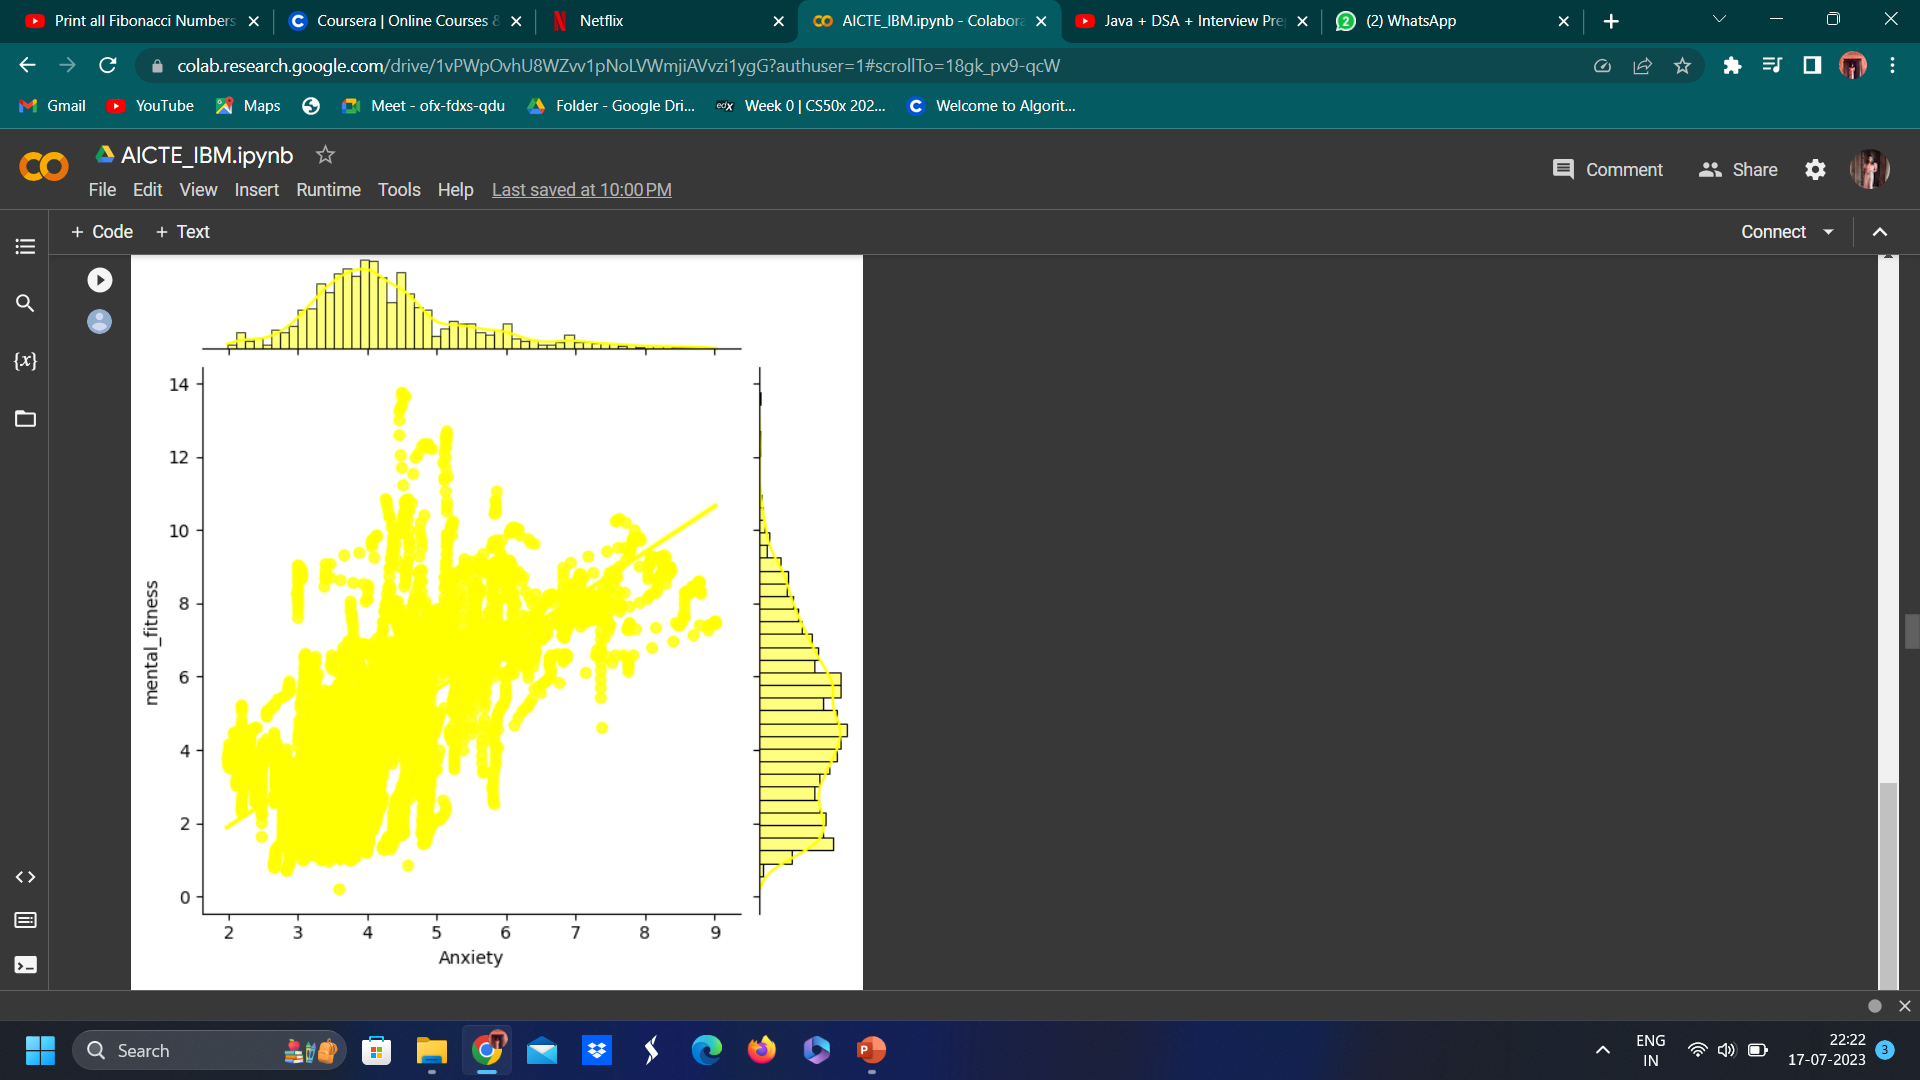 Print all Fibonacci Numbers
Coursera | Online Courses &
Netflix
AICTE_IBM.ipynb - Colabora
Java + DSA + Interview Pre
(2) WhatsApp
colab.research.google.com/drive/1vPWpOvhU8WZvv1pNoLVWmjiAVvzi1ygG?authuser=1#scrollTo=18gk_pv9-qcW
Gmail
YouTube
Maps
Meet - ofx-fdxs-qdu
Folder - Google Dri...
edX
Week 0 | CS50x 202...
Welcome to Algorit...
AICTE_IBM.ipynb
Comment
Share
File Edit View Insert Runtime Tools Help Last saved at 10:00 PM
+ Code + Text
Connect
{x}
14
12
10
8
6
4
2
0
mental_fitness
2 3 4 5 6 7 8 9
Anxiety
Search
ENG
IN
22:22
17-07-2023
3